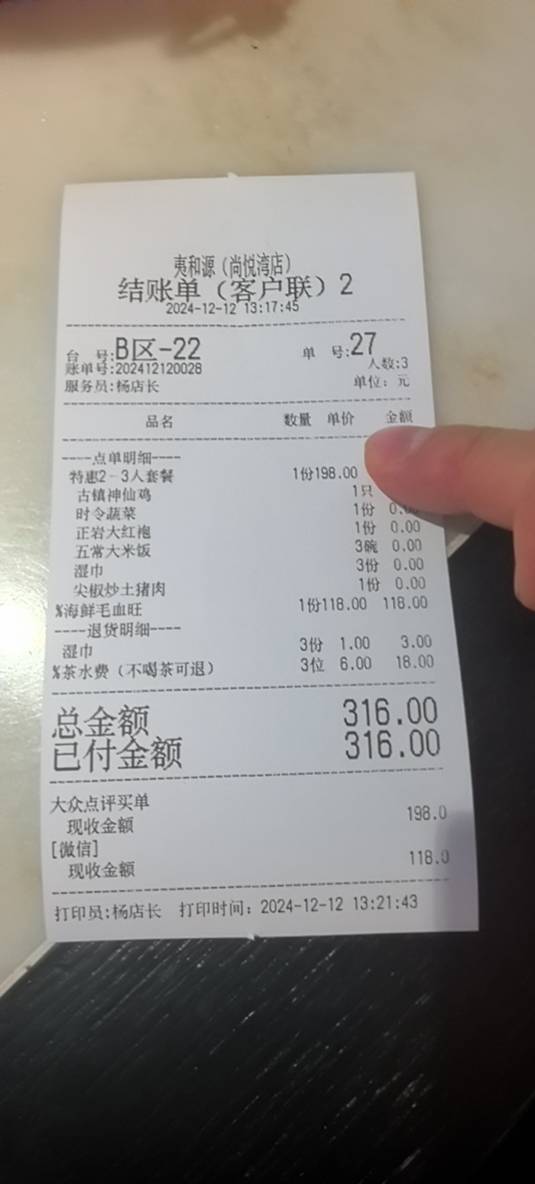 夷和源（尚悦湾店）
结账单（客户联）2
2024-12-12 13:17:45
台 号:B区-22 单 号:27
账单号:202412120028 人数:3
服务员:杨店长 单位: 元
品名 数量 单价 金额
----点单明细----
特惠2-3人套餐 1份198.00
古镇神仙鸡 1只
时令蔬菜 1份 0.00
正岩大红袍 1份 0.00
五常大米饭 3碗 0.00
湿巾 3份 0.00
尖椒炒土猪肉 1份 0.00
%海鲜毛血旺 1份118.00 118.00
----退货明细----
湿巾 3份 1.00 3.00
%茶水费（不喝茶可退） 3位 6.00 18.00
总金额 316.00
已付金额 316.00
大众点评买单
现收金额 198.0
[微信]
现收金额 118.0
打印员:杨店长 打印时间: 2024-12-12 13:21:43